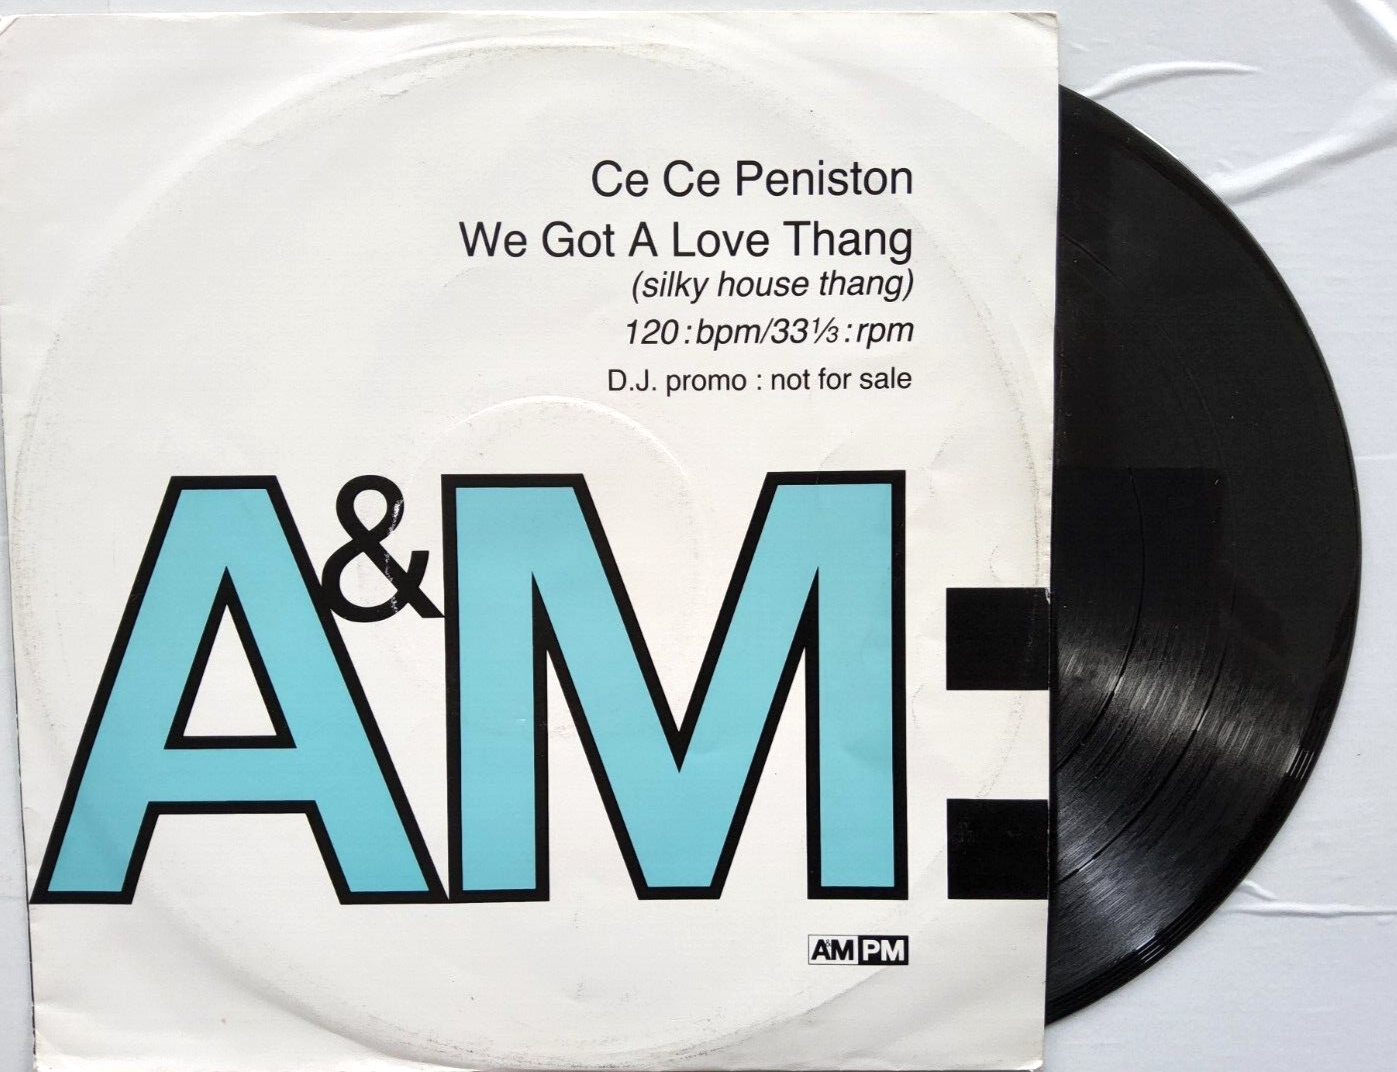 Ce Ce Peniston
We Got A Love Thang
(silky house thang)
120:bpm/33⅓:rpm
D.J. promo : not for sale
A&M:
A&M PM